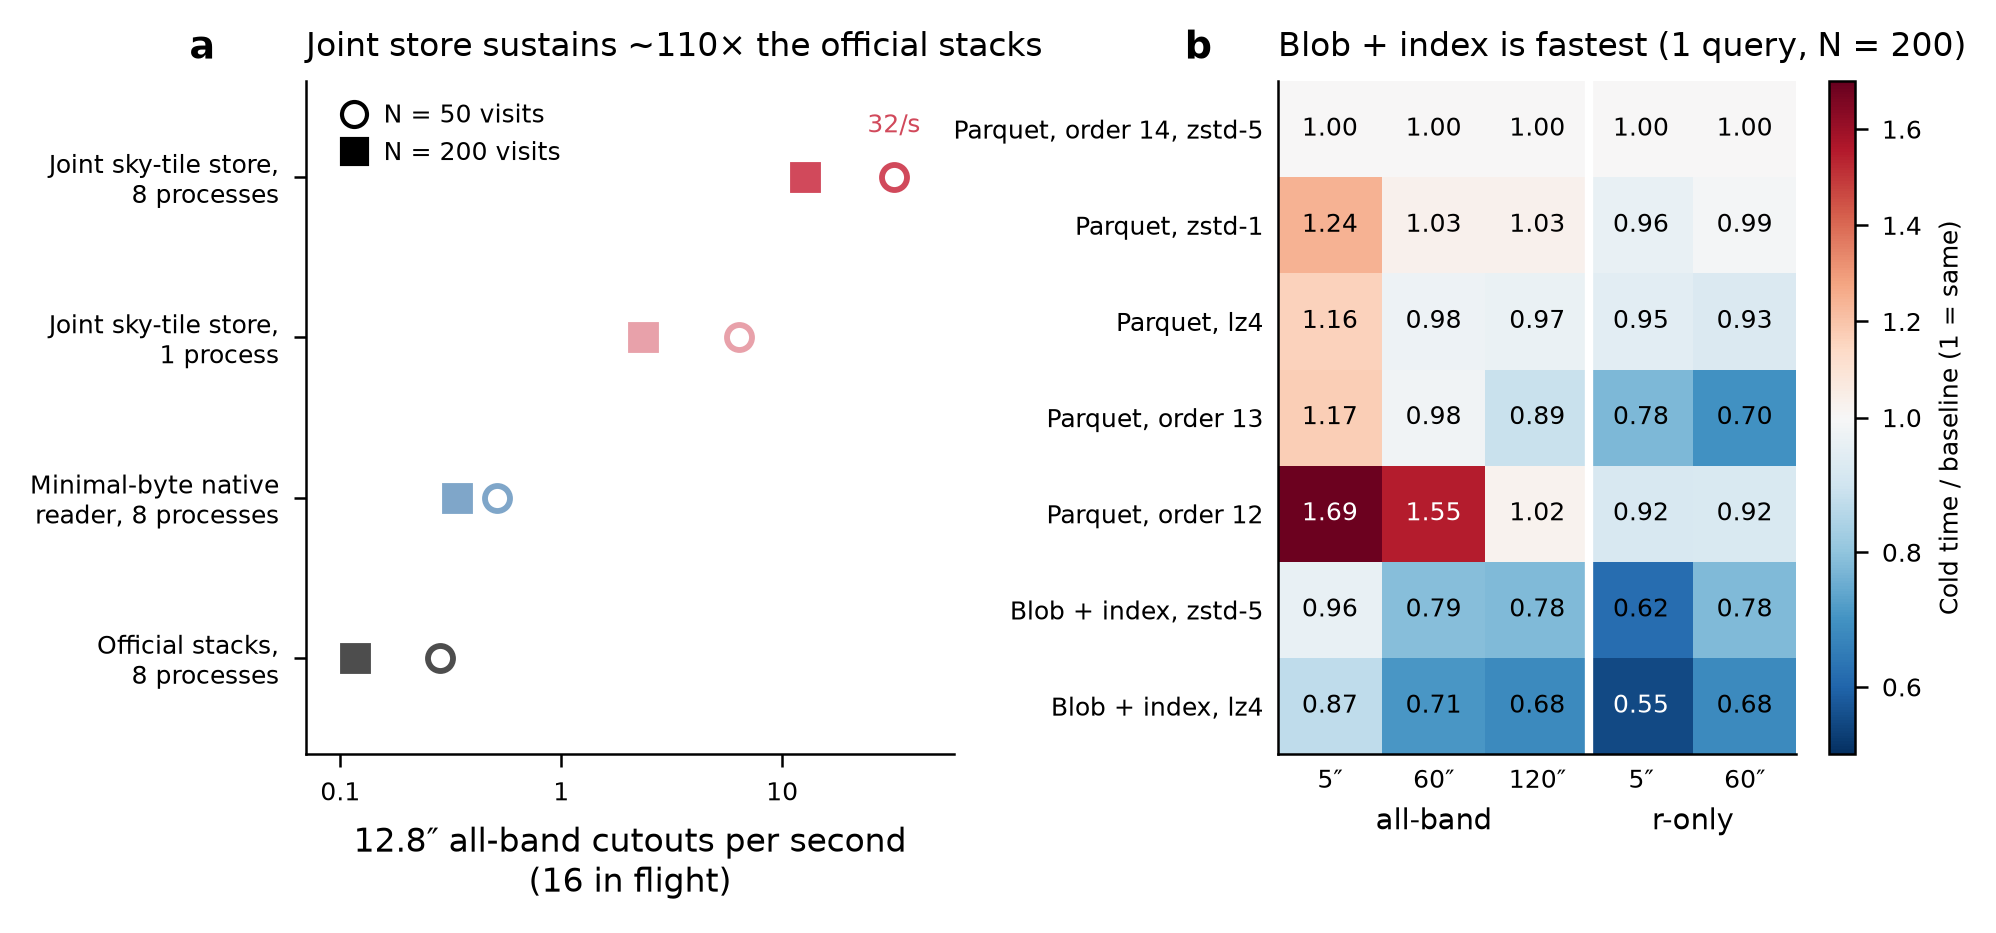 a
Joint store sustains ~110× the official stacks
N = 50 visits
N = 200 visits
32/s
Joint sky-tile store,
8 processes
Joint sky-tile store,
1 process
Minimal-byte native
reader, 8 processes
Official stacks,
8 processes
0.1 1 10
12.8″ all-band cutouts per second
(16 in flight)
b
Blob + index is fastest (1 query, N = 200)
Parquet, order 14, zstd-5 1.00 1.00 1.00 1.00 1.00
Parquet, zstd-1 1.24 1.03 1.03 0.96 0.99
Parquet, lz4 1.16 0.98 0.97 0.95 0.93
Parquet, order 13 1.17 0.98 0.89 0.78 0.70
Parquet, order 12 1.69 1.55 1.02 0.92 0.92
Blob + index, zstd-5 0.96 0.79 0.78 0.62 0.78
Blob + index, lz4 0.87 0.71 0.68 0.55 0.68
5″ 60″ 120″ 5″ 60″
all-band r-only
1.6
1.4
1.2
1.0
0.8
0.6
Cold time / baseline (1 = same)